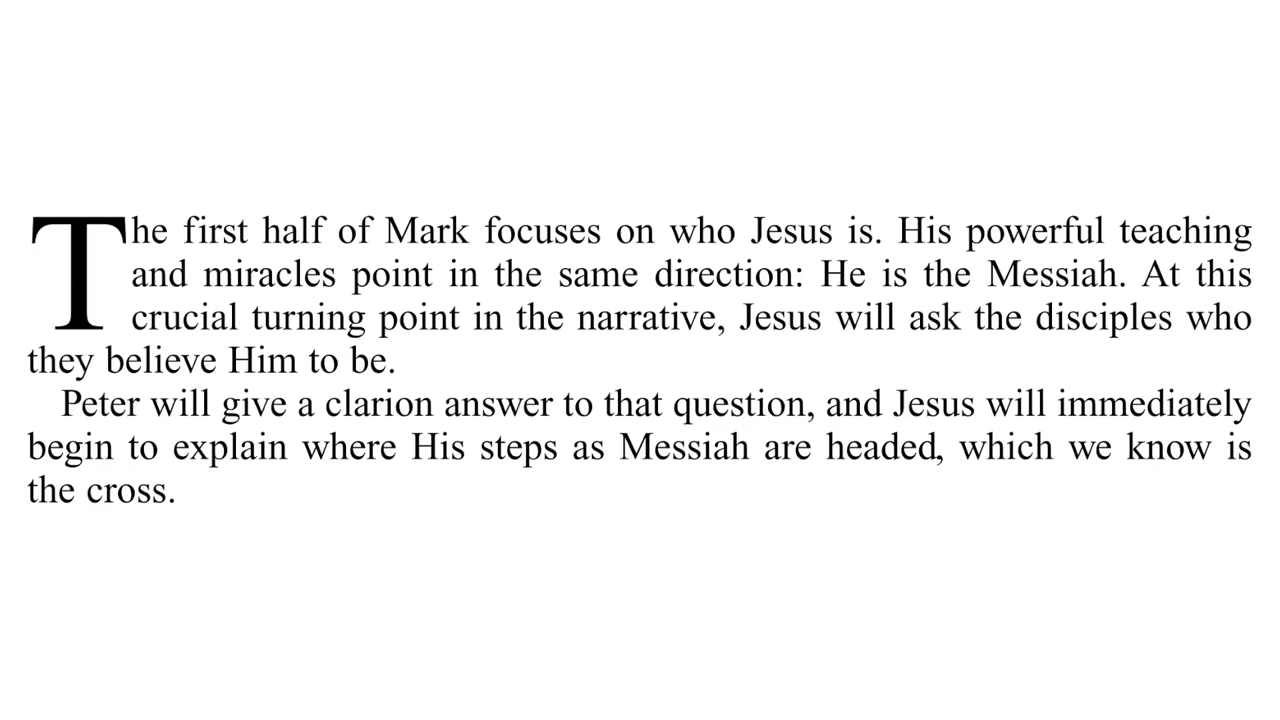 The first half of Mark focuses on who Jesus is. His powerful teaching
and miracles point in the same direction: He is the Messiah. At this
crucial turning point in the narrative, Jesus will ask the disciples who
they believe Him to be.
Peter will give a clarion answer to that question, and Jesus will immediately
begin to explain where His steps as Messiah are headed, which we know is
the cross.